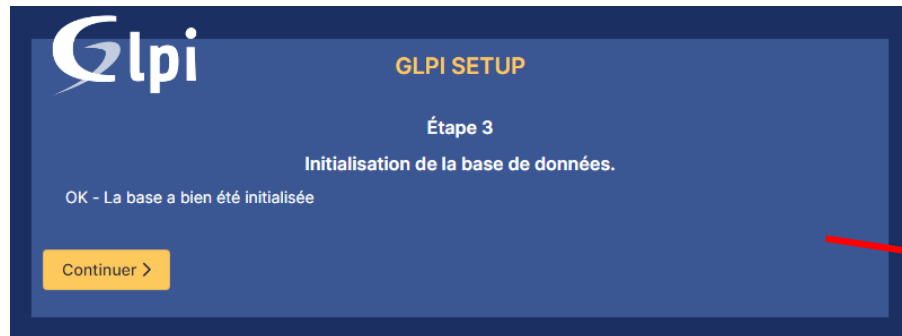 Glpi
GLPI SETUP
Étape 3
Initialisation de la base de données.
OK - La base a bien été initialisée
Continuer >